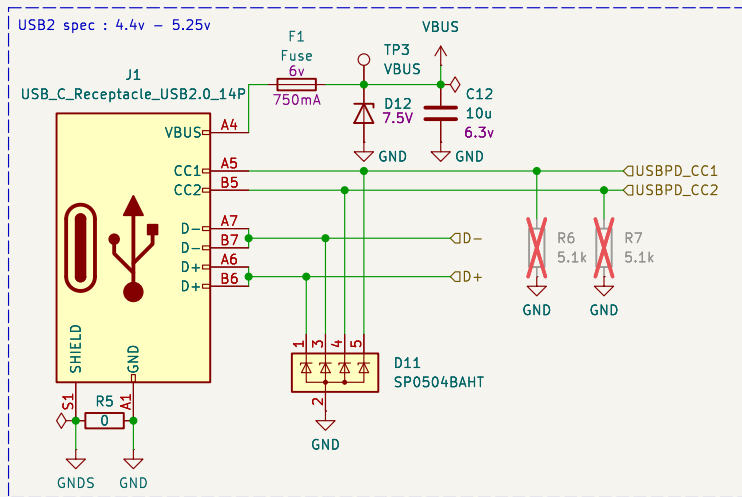 USB2 spec : 4.4v – 5.25v
VBUS
F1
Fuse
6v
750mA
TP3
VBUS
J1
USB_C_Receptacle_USB2.0_14P
D12
7.5V
C12
10u
6.3v
GND
GND
VBUS
A4
CC1
A5
USBPD_CC1
CC2
B5
USBPD_CC2
D-
A7
D-
B7
D-
D+
A6
D+
B6
D+
R6
5.1k
R7
5.1k
GND
GND
SHIELD
GND
1
3
4
5
D11
SP0504BAHT
2
GND
S1
R5
0
A1
GNDS
GND